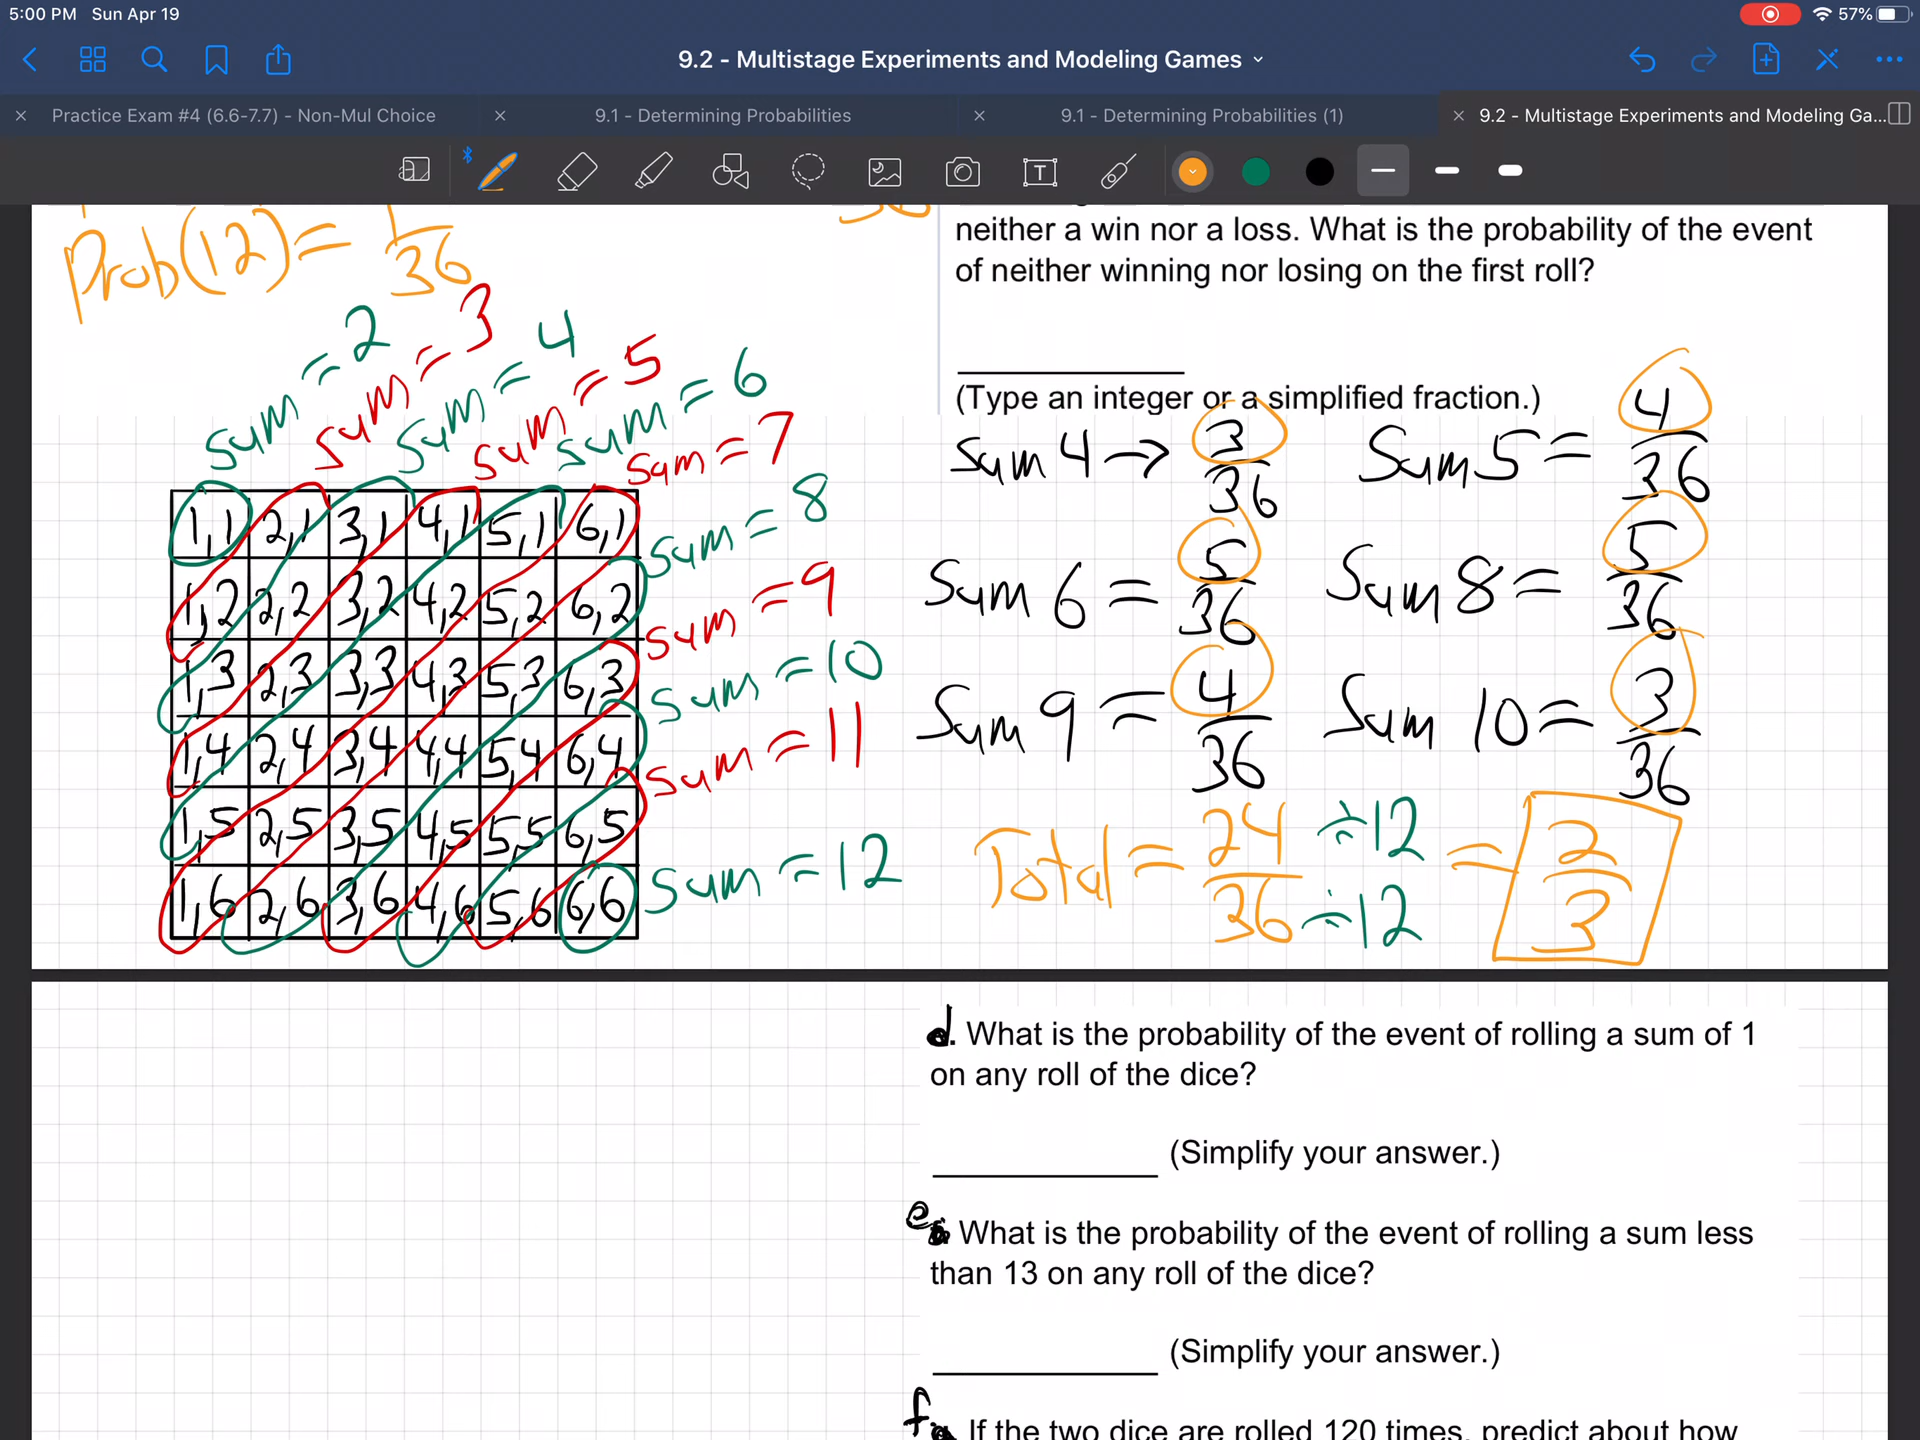 5:00 PM Sun Apr 19
57%
9.2 - Multistage Experiments and Modeling Games
Practice Exam #4 (6.6-7.7) - Non-Mul Choice
9.1 - Determining Probabilities
9.1 - Determining Probabilities (1)
9.2 - Multistage Experiments and Modeling Ga...
T
Prob(12) = 1/36
neither a win nor a loss. What is the probability of the event
of neither winning nor losing on the first roll?
(Type an integer or a simplified fraction.)
sum = 2
sum = 3
sum = 4
sum = 5
sum = 6
sum = 7
sum = 8
sum = 9
sum = 10
sum = 11
sum = 12
1,1 2,1 3,1 4,1 5,1 6,1
1,2 2,2 3,2 4,2 5,2 6,2
1,3 2,3 3,3 4,3 5,3 6,3
1,4 2,4 3,4 4,4 5,4 6,4
1,5 2,5 3,5 4,5 5,5 6,5
1,6 2,6 3,6 4,6 5,6 6,6
Sum 4 → 3/36 Sum 5 = 4/36
Sum 6 = 5/36 Sum 8 = 5/36
Sum 9 = 4/36 Sum 10 = 3/36
Total = 24/36 ÷12/÷12 = 2/3
d. What is the probability of the event of rolling a sum of 1
on any roll of the dice?
(Simplify your answer.)
e. What is the probability of the event of rolling a sum less
than 13 on any roll of the dice?
(Simplify your answer.)
f. If the two dice are rolled 120 times, predict about how